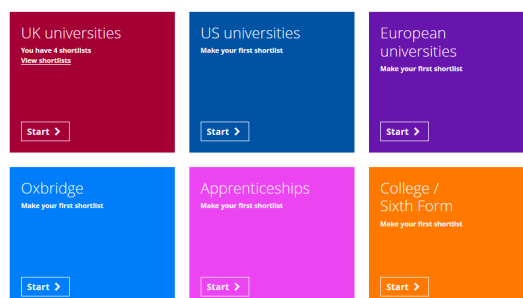 UK universities
You have 4 shortlists
View shortlists
Start
US universities
Make your first shortlist
Start
European
universities
Make your first shortlist
Start
Oxbridge
Make your first shortlist
Start
Apprenticeships
Make your first shortlist
Start
College /
Sixth Form
Make your first shortlist
Start